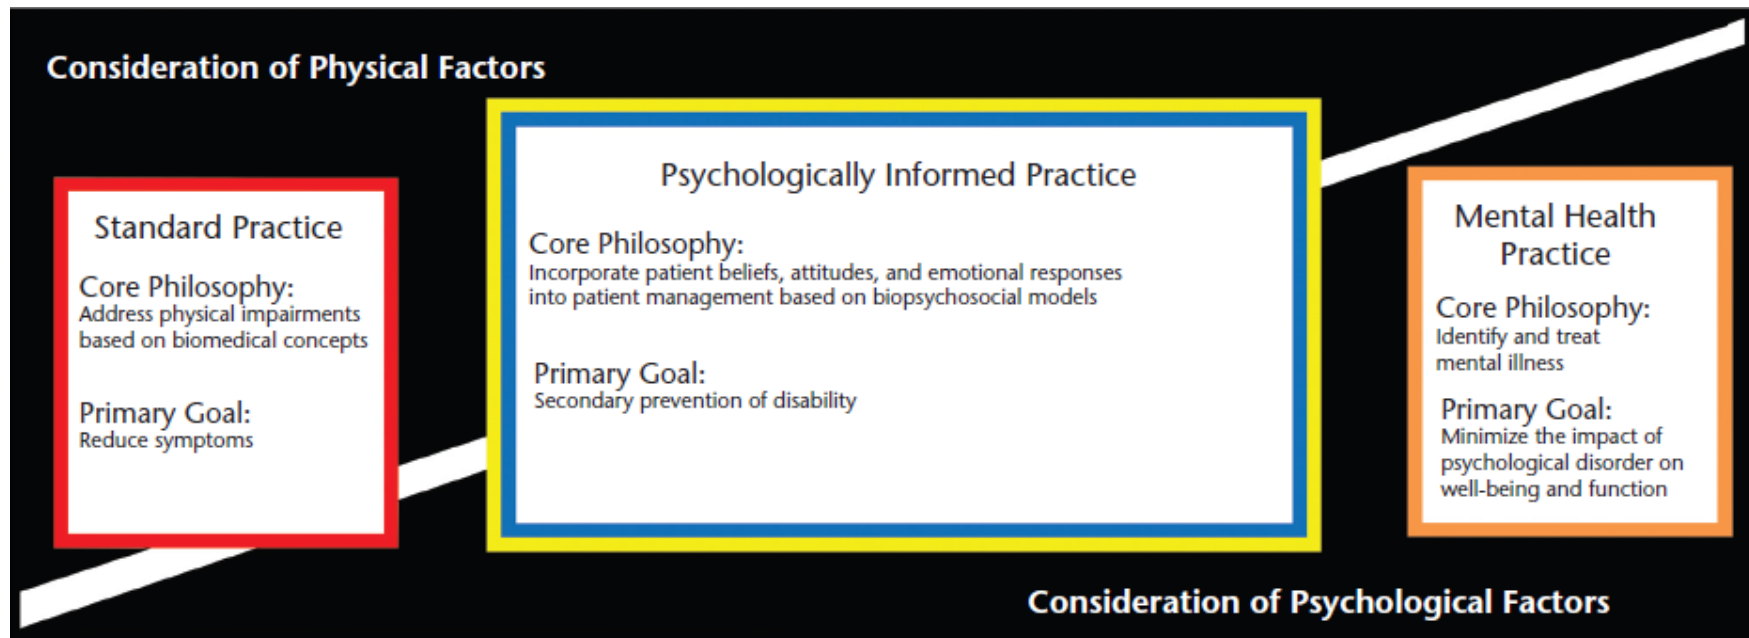 Consideration of Physical Factors
Standard Practice
Core Philosophy:
Address physical impairments
based on biomedical concepts
Primary Goal:
Reduce symptoms
Psychologically Informed Practice
Core Philosophy:
Incorporate patient beliefs, attitudes, and emotional responses
into patient management based on biopsychosocial models
Primary Goal:
Secondary prevention of disability
Mental Health
Practice
Core Philosophy:
Identify and treat
mental illness
Primary Goal:
Minimize the impact of
psychological disorder on
well-being and function
Consideration of Psychological Factors